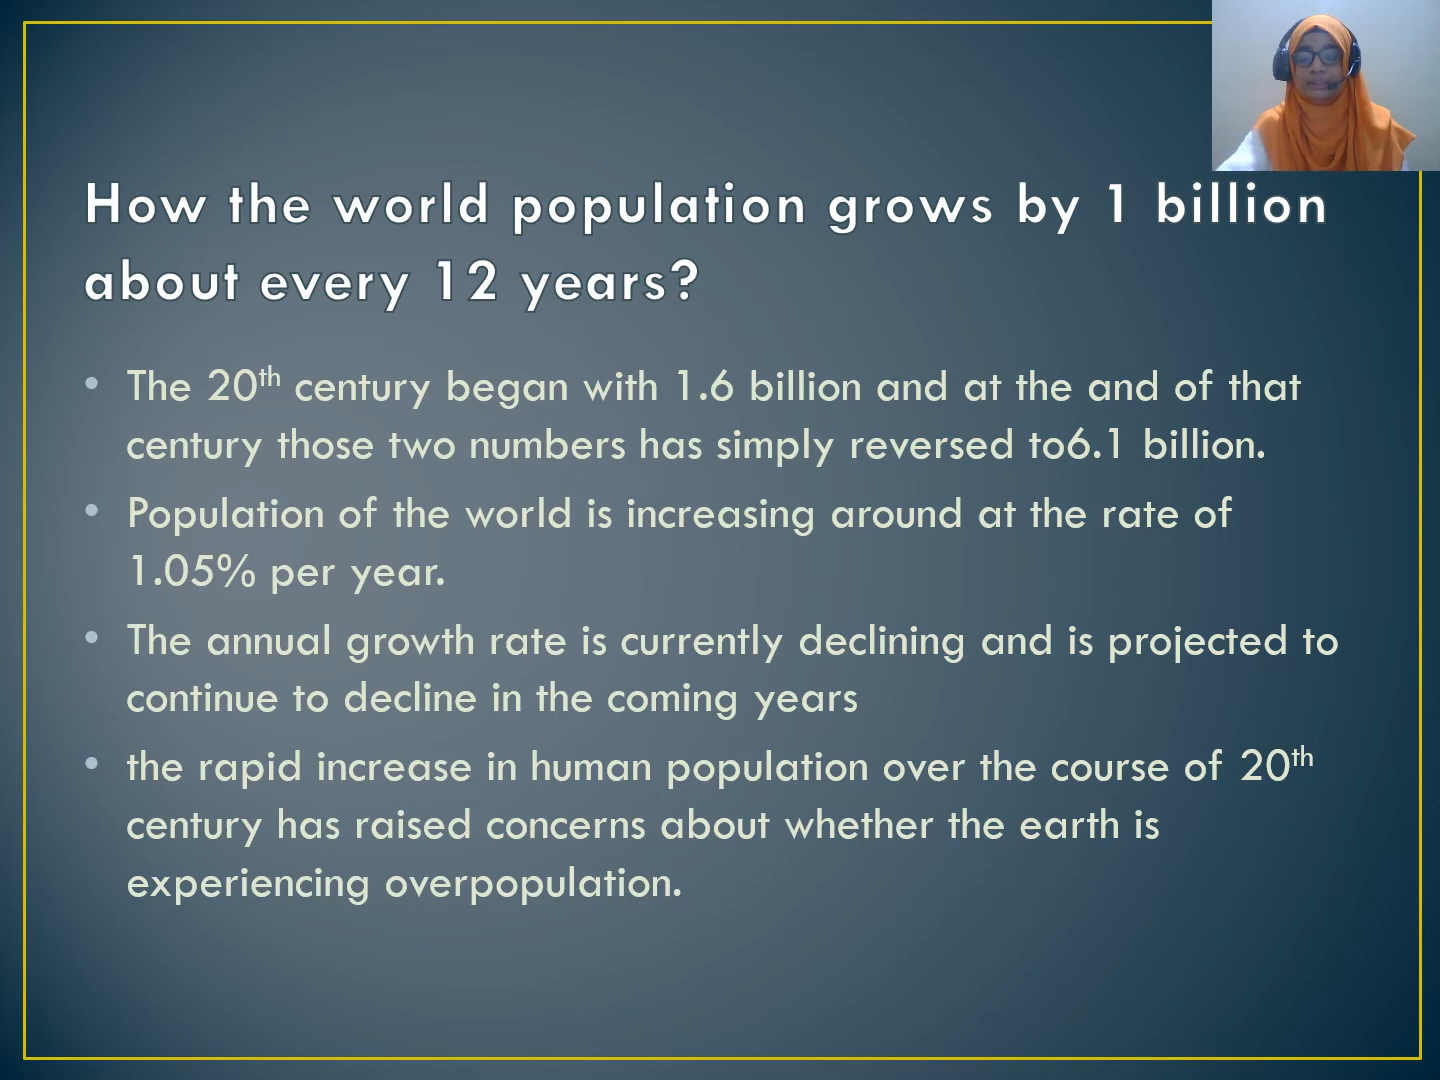 How the world population grows by 1 billion
about every 12 years?
• The 20th century began with 1.6 billion and at the and of that
century those two numbers has simply reversed to6.1 billion.
• Population of the world is increasing around at the rate of
1.05% per year.
• The annual growth rate is currently declining and is projected to
continue to decline in the coming years
• the rapid increase in human population over the course of 20th
century has raised concerns about whether the earth is
experiencing overpopulation.